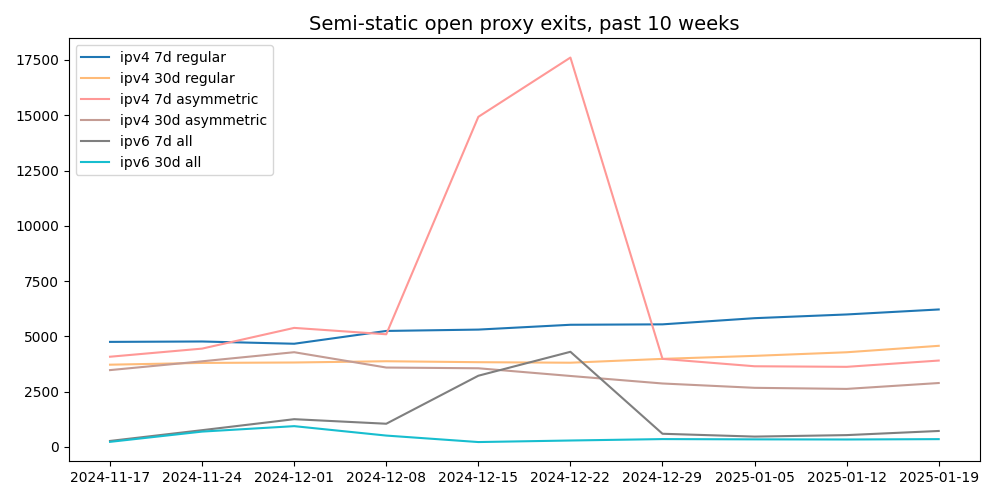 Semi-static open proxy exits, past 10 weeks
ipv4 7d regular
ipv4 30d regular
ipv4 7d asymmetric
ipv4 30d asymmetric
ipv6 7d all
ipv6 30d all
17500
15000
12500
10000
7500
5000
2500
0
2024-11-17 2024-11-24 2024-12-01 2024-12-08 2024-12-15 2024-12-22 2024-12-29 2025-01-05 2025-01-12 2025-01-19